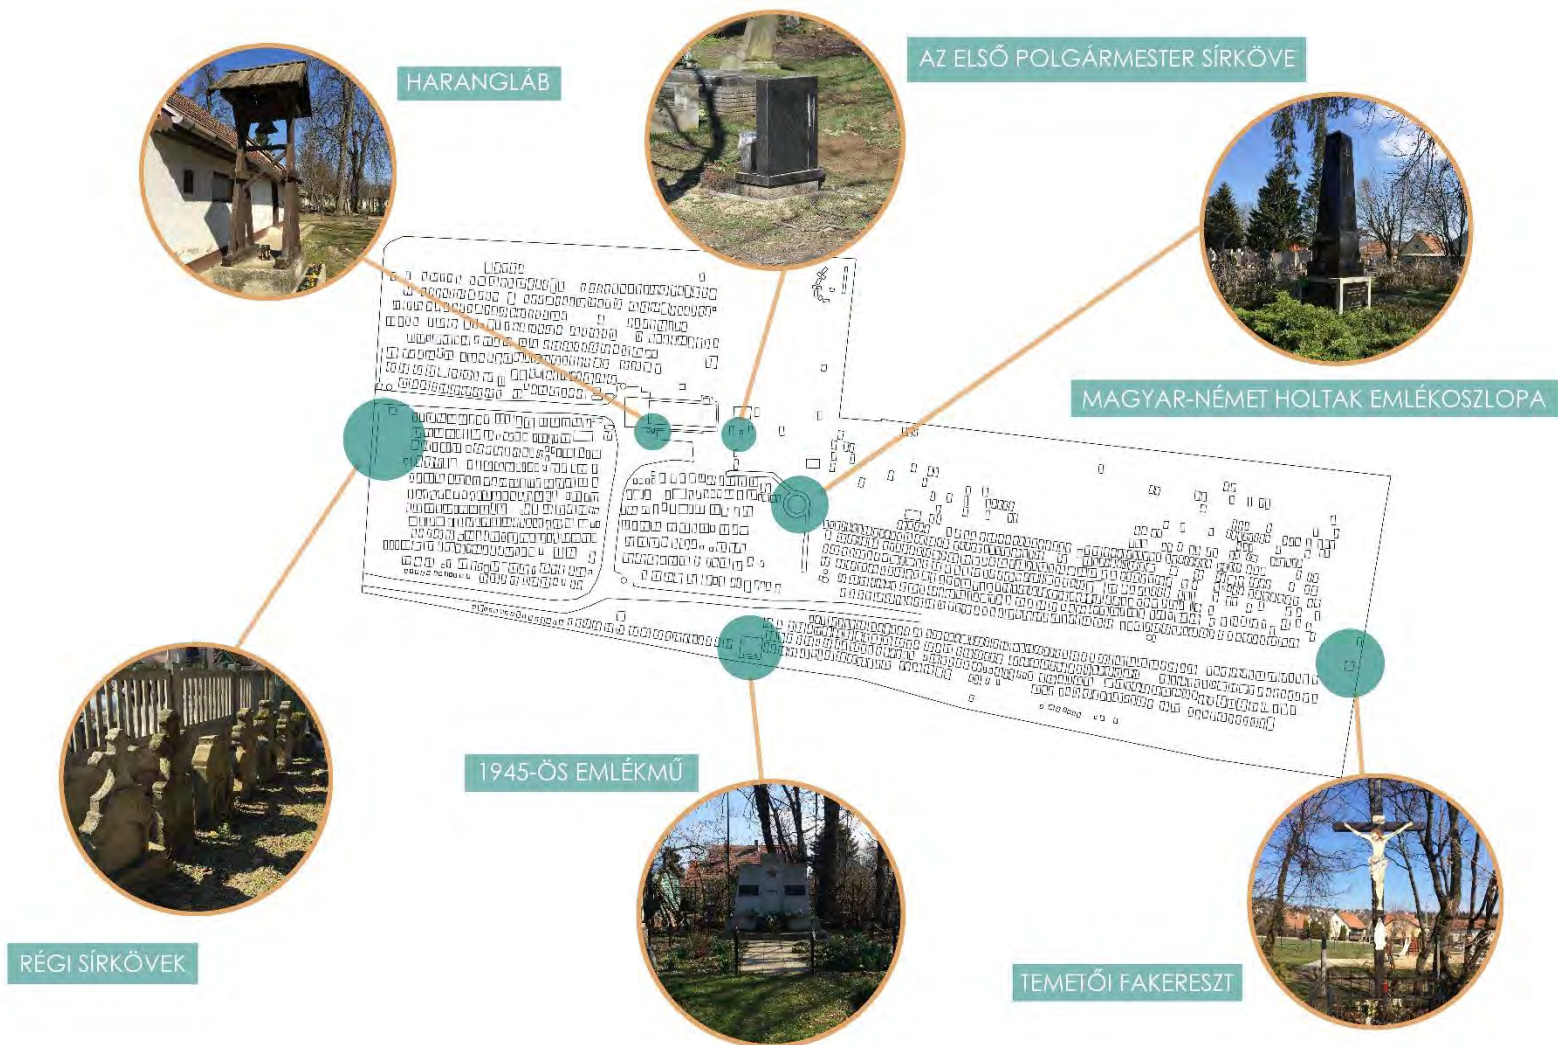 HARANGLÁB
AZ ELSŐ POLGÁRMESTER SÍRKÖVE
MAGYAR-NÉMET HOLTAK EMLÉKOSZLOPA
1945-ÖS EMLÉKMŰ
RÉGI SÍRKÖVEK
TEMETŐI FAKERESZT